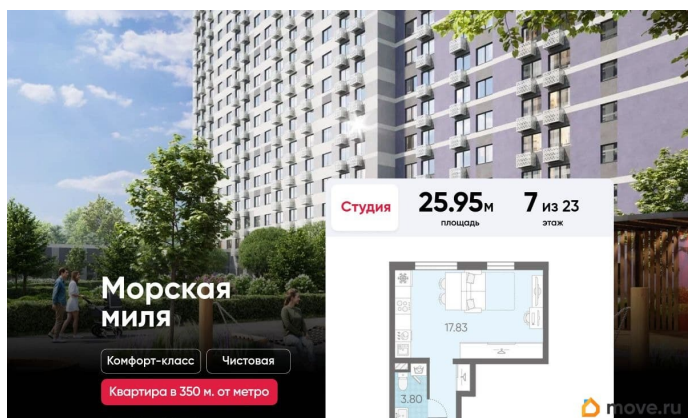 Студия
25.95м
площадь
7 из 23
этаж
Морская
миля
Комфорт-класс
Чистовая
Квартира в 350 м. от метро
17.83
3.80
move.ru